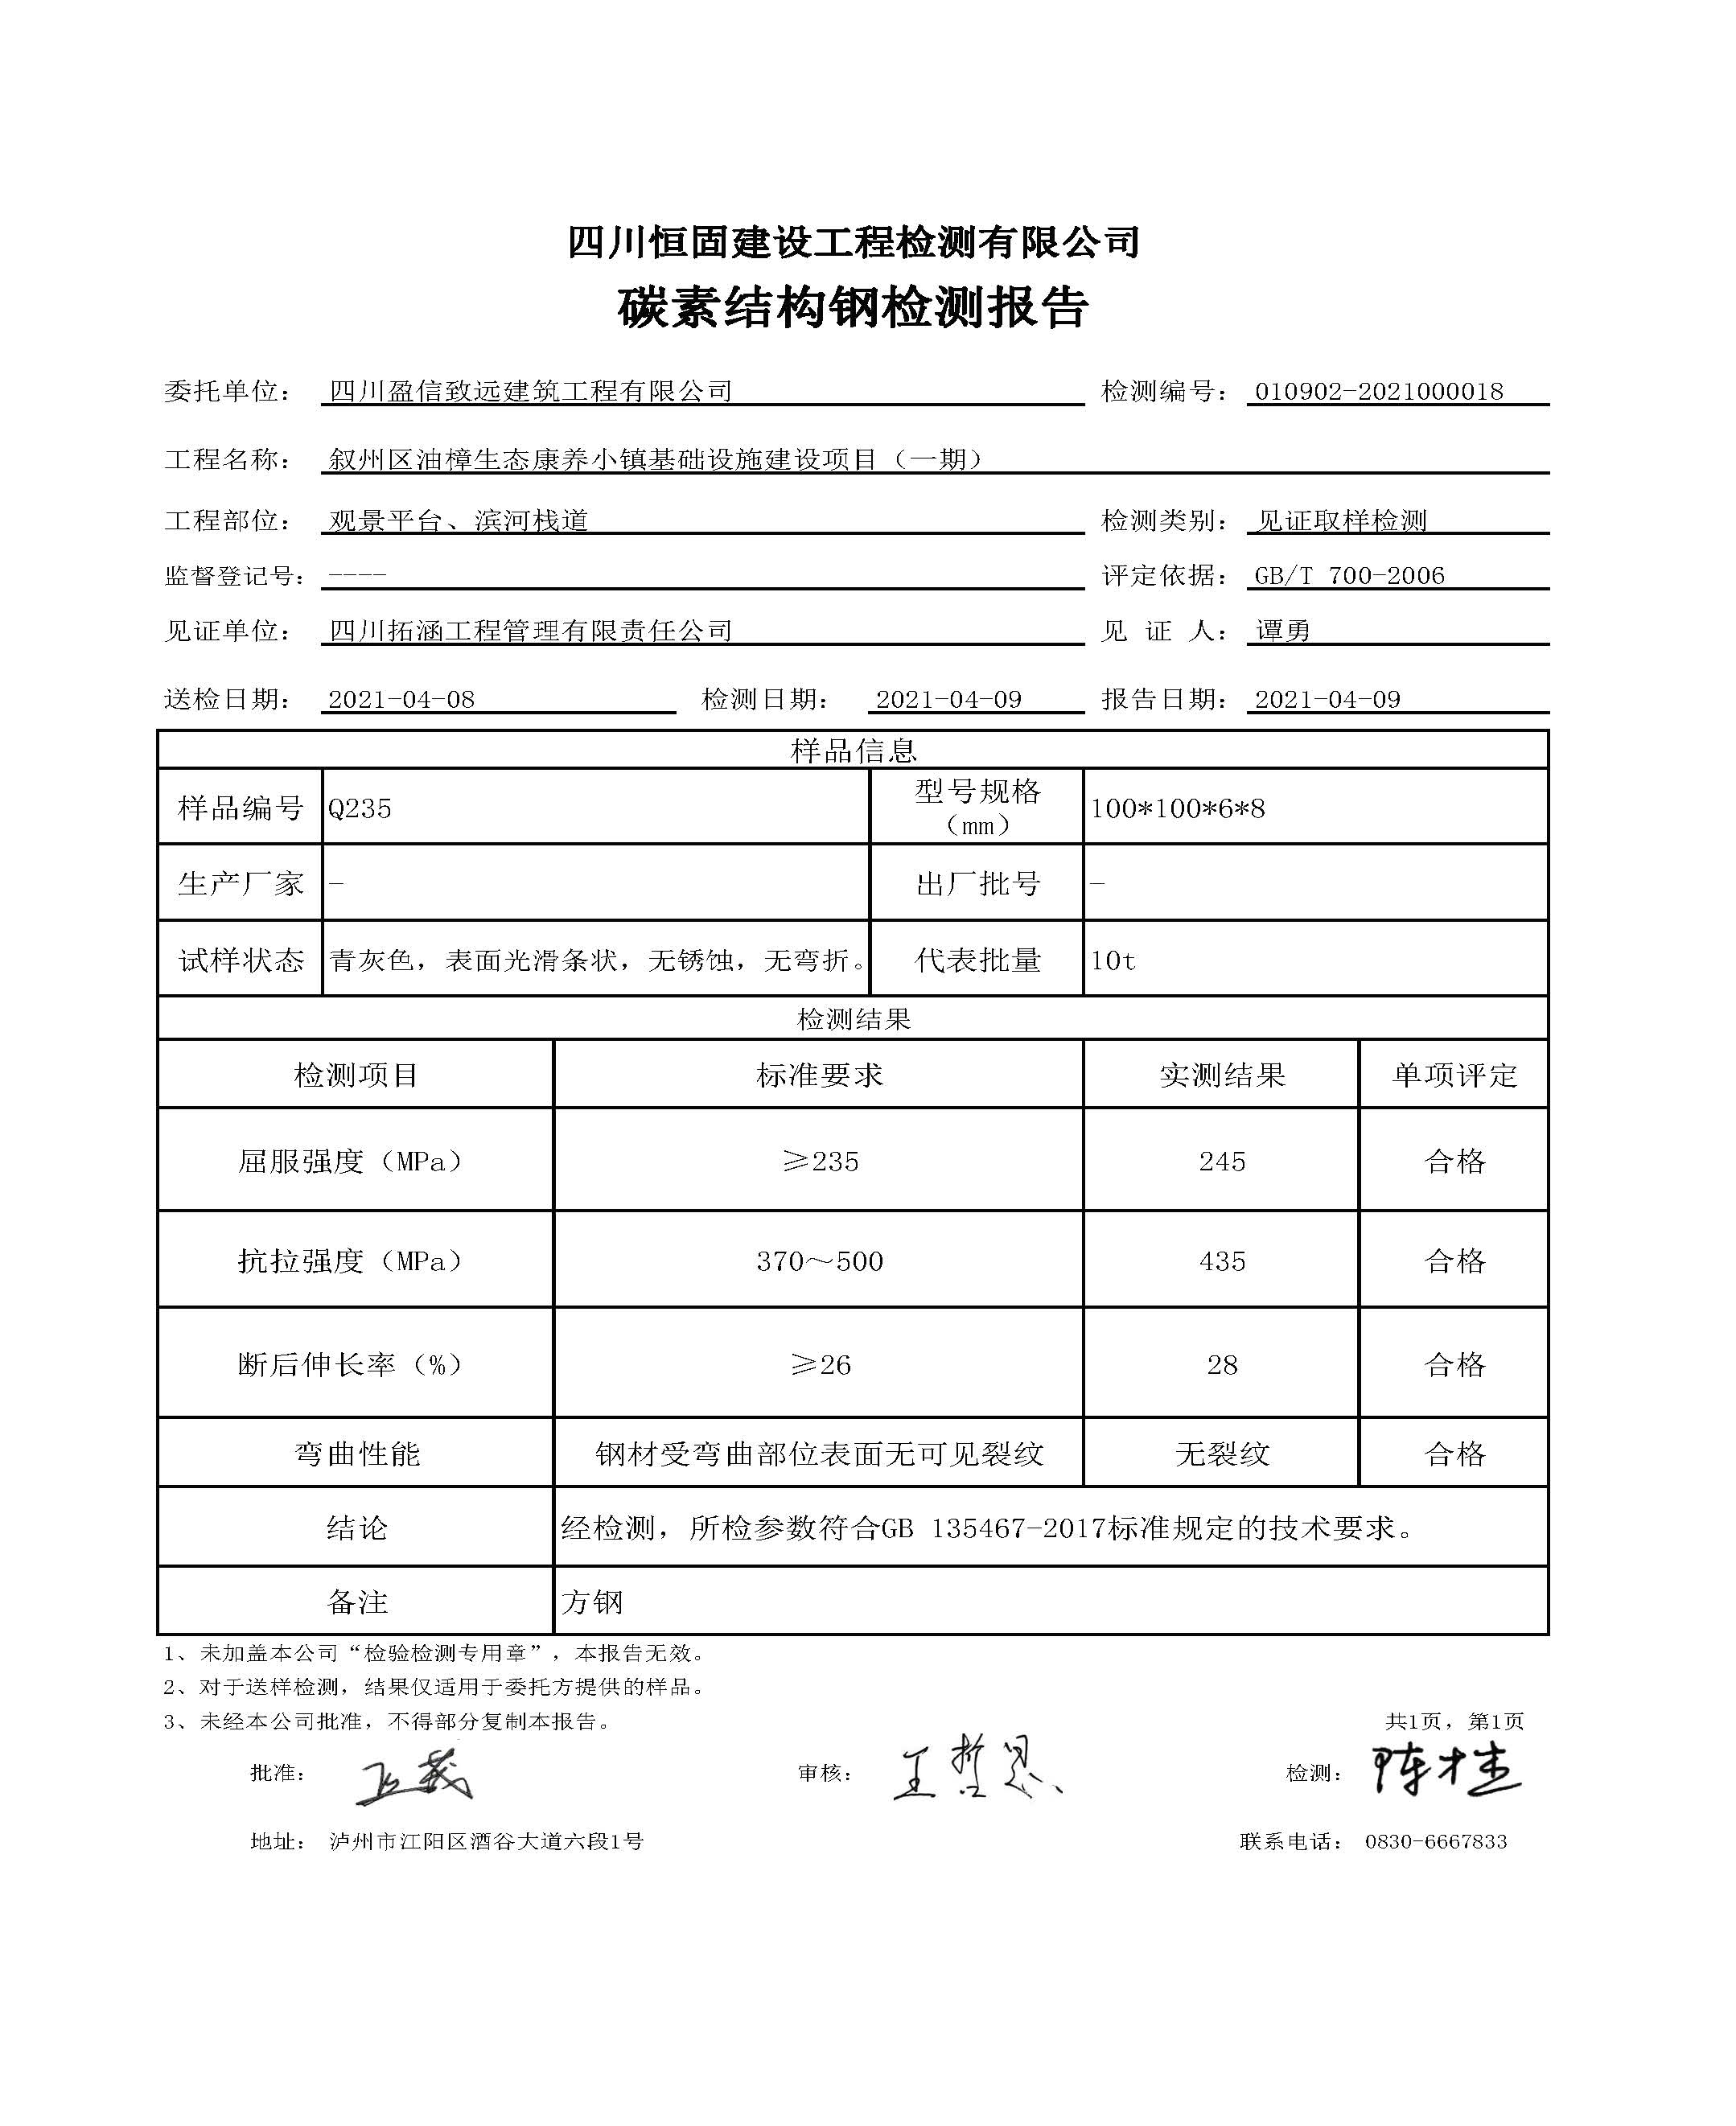 四川恒固建设工程检测有限公司
碳素结构钢检测报告
委托单位： 四川盈信致远建筑工程有限公司 检测编号： 010902-2021000018
工程名称： 叙州区油樟生态康养小镇基础设施建设项目（一期）
工程部位： 观景平台、滨河栈道 检测类别： 见证取样检测
监督登记号： ---- 评定依据： GB/T 700-2006
见证单位： 四川拓涵工程管理有限责任公司 见 证 人： 谭勇
送检日期： 2021-04-08 检测日期： 2021-04-09 报告日期： 2021-04-09
样品信息
样品编号 Q235 型号规格（mm） 100*100*6*8
生产厂家 - 出厂批号 -
试样状态 青灰色，表面光滑条状，无锈蚀，无弯折。 代表批量 10t
检测结果
检测项目 标准要求 实测结果 单项评定
屈服强度（MPa） ≥235 245 合格
抗拉强度（MPa） 370～500 435 合格
断后伸长率（%） ≥26 28 合格
弯曲性能 钢材受弯曲部位表面无可见裂纹 无裂纹 合格
结论 经检测，所检参数符合GB 135467-2017标准规定的技术要求。
备注 方钢
1、未加盖本公司“检验检测专用章”，本报告无效。
2、对于送样检测，结果仅适用于委托方提供的样品。
3、未经本公司批准，不得部分复制本报告。 共1页，第1页
批准： 审核： 王哲恩 检测： 陈才杰
地址： 泸州市江阳区酒谷大道六段1号 联系电话： 0830-6667833